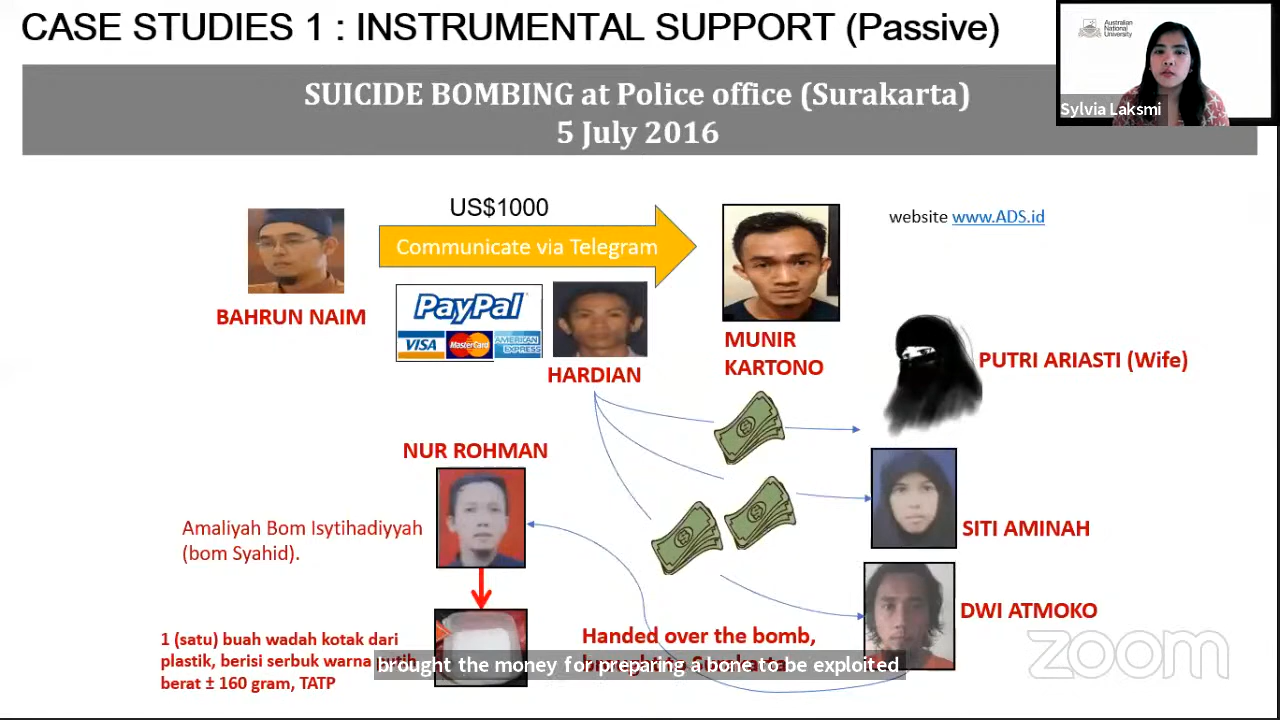 CASE STUDIES 1 : INSTRUMENTAL SUPPORT (Passive)
Australian
National
University
Sylvia Laksmi
SUICIDE BOMBING at Police office (Surakarta)
5 July 2016
US$1000
Communicate via Telegram
website www.ADS.id
BAHRUN NAIM
PayPal
VISA MasterCard AMERICAN EXPRESS
HARDIAN
MUNIR
KARTONO
PUTRI ARIASTI (Wife)
NUR ROHMAN
Amaliyah Bom Isytihadiyyah
(bom Syahid).
SITI AMINAH
DWI ATMOKO
1 (satu) buah wadah kotak dari
plastik, berisi serbuk warna
berat ± 160 gram, TATP
Handed over the bomb,
brought the money for preparing a bone to be exploited
zoom